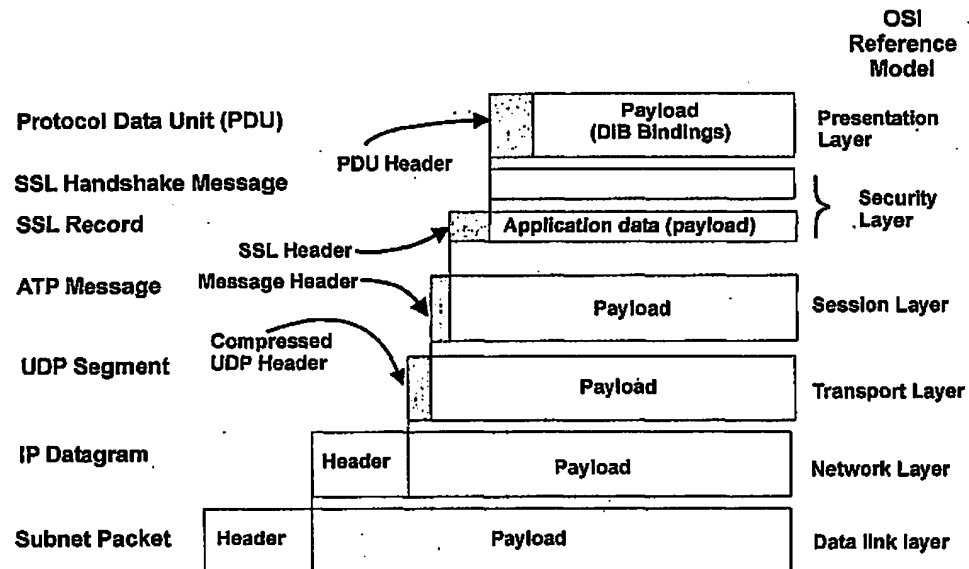 OSI
Reference
Model
Protocol Data Unit (PDU)
Payload
(DIB Bindings)
Presentation
Layer
PDU Header
SSL Handshake Message
Security
Layer
SSL Record
Application data (payload)
SSL Header
ATP Message
Message Header
Payload
Session Layer
Compressed
UDP Header
UDP Segment
Payload
Transport Layer
IP Datagram
Header
Payload
Network Layer
Subnet Packet
Header
Payload
Data link layer